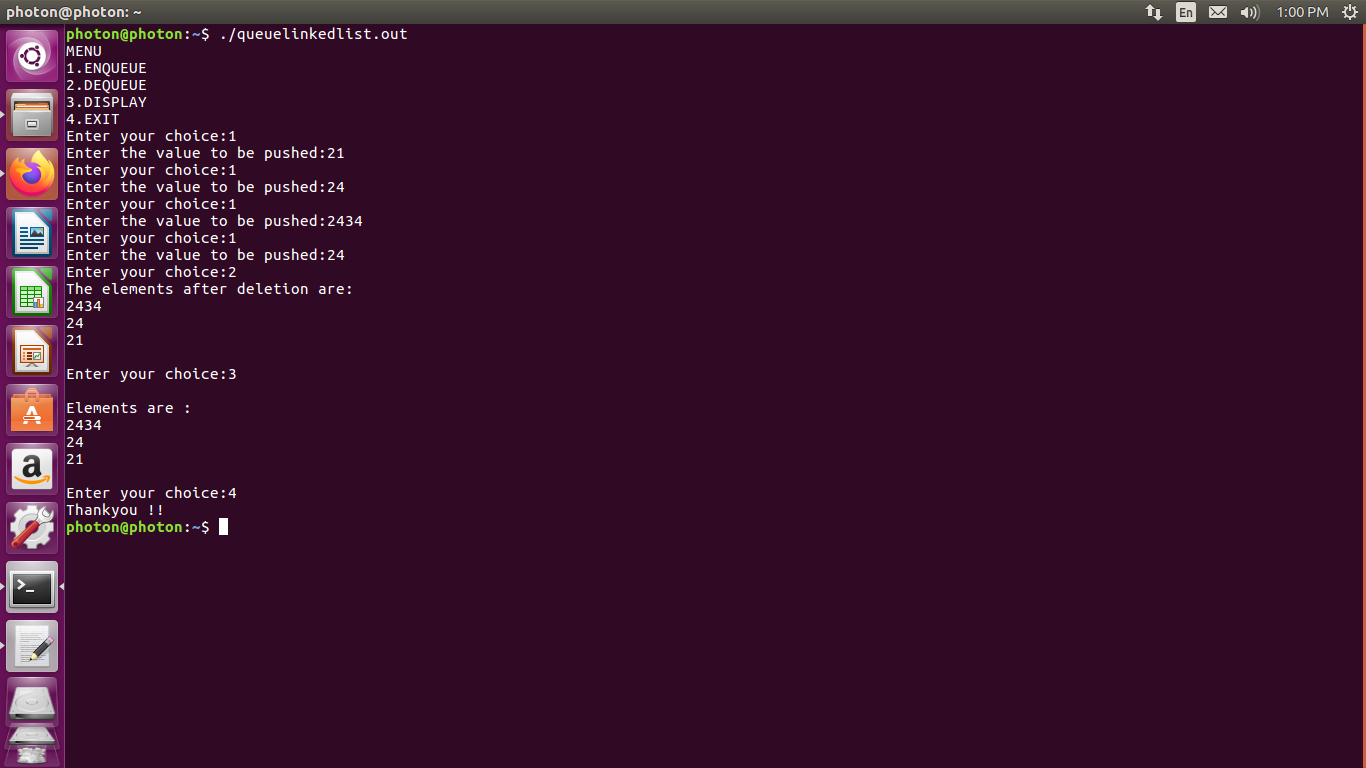 photon@photon: ~
En
1:00 PM
photon@photon:~$ ./queuelinkedlist.out
MENU
1.ENQUEUE
2.DEQUEUE
3.DISPLAY
4.EXIT
Enter your choice:1
Enter the value to be pushed:21
Enter your choice:1
Enter the value to be pushed:24
Enter your choice:1
Enter the value to be pushed:2434
Enter your choice:1
Enter the value to be pushed:24
Enter your choice:2
The elements after deletion are:
2434
24
21
Enter your choice:3
Elements are :
2434
24
21
Enter your choice:4
Thankyou !!
photon@photon:~$